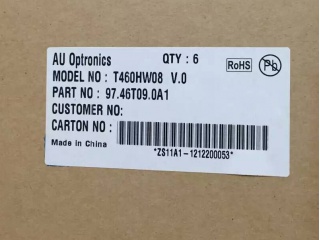 AU Optronics QTY : 6
MODEL NO : T460HW08 V.0
RoHS Pb
PART NO : 97.46T09.0A1
CUSTOMER NO:
CARTON NO :
Made in China *ZS11A1-1212200053*